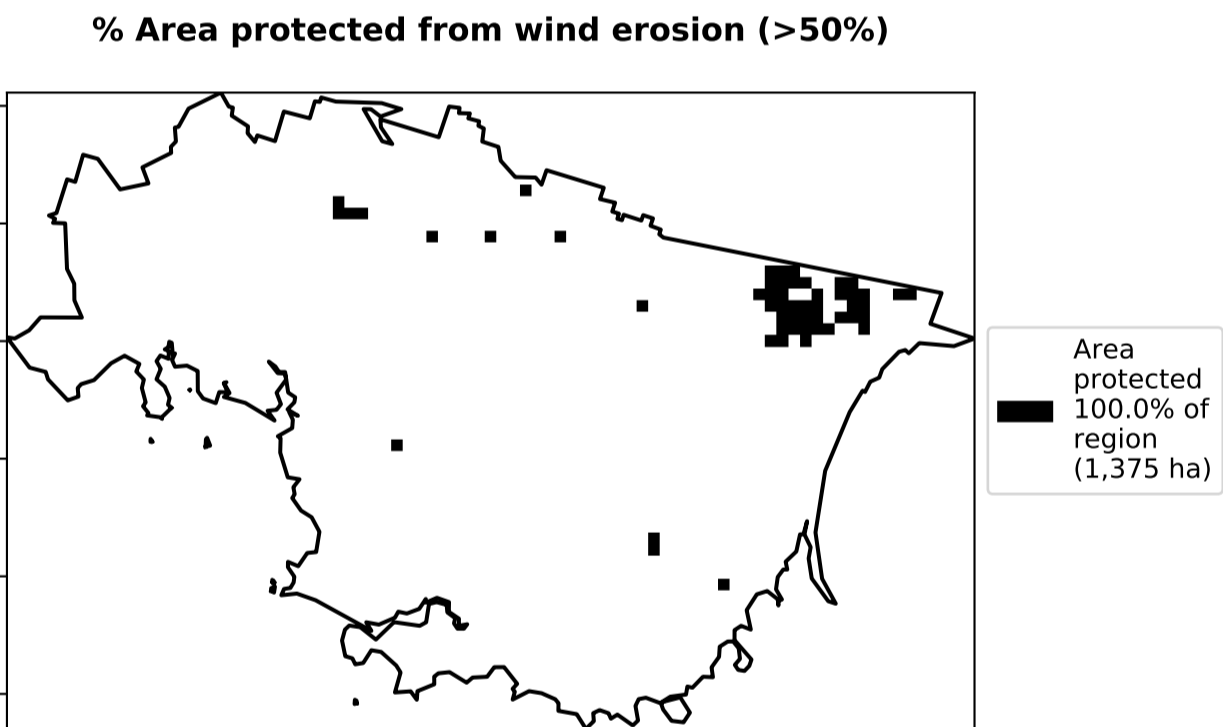 % Area protected from wind erosion (>50%)
Area
protected
100.0% of
region
(1,375 ha)